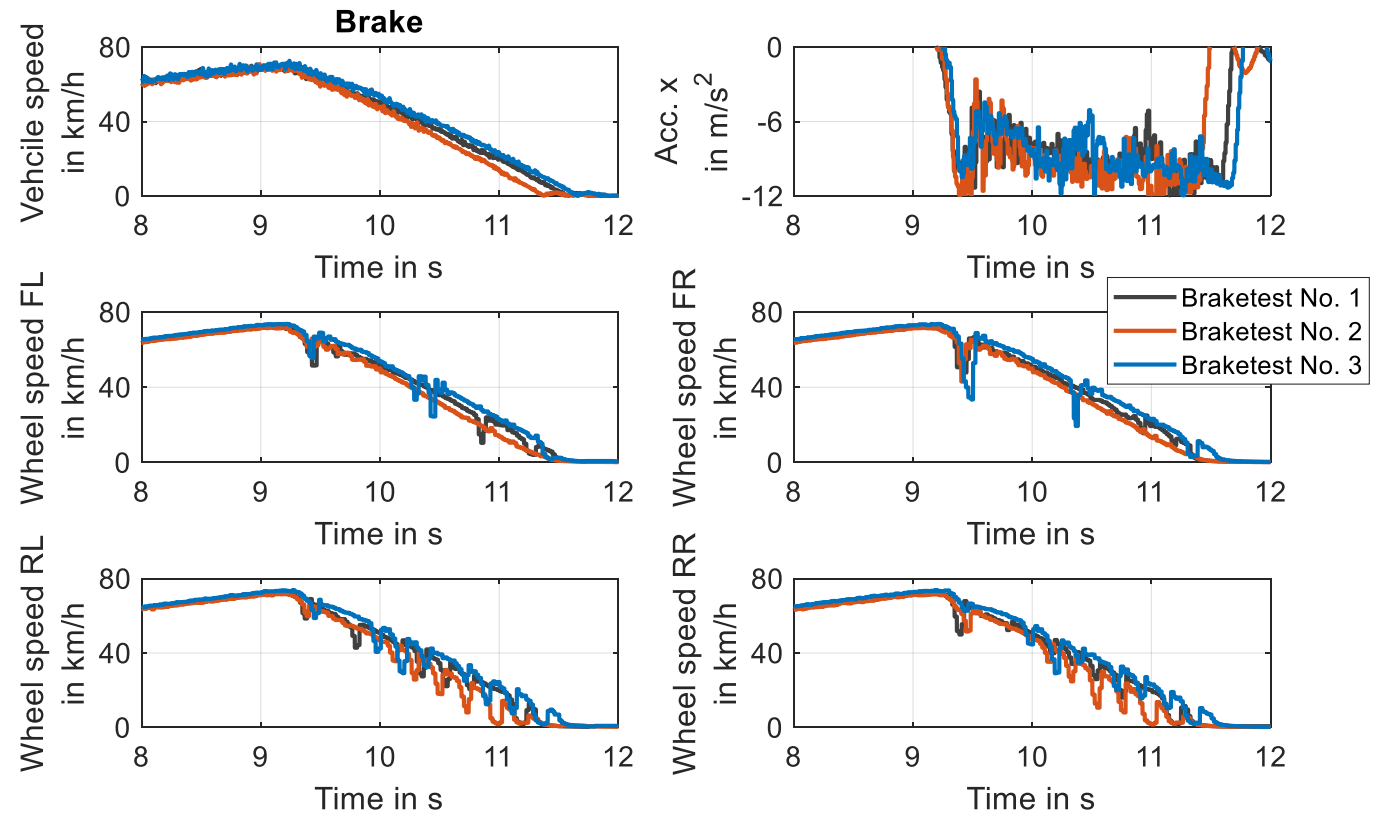 Brake
Vehcile speed
in km/h
80
40
0
8 9 10 11 12
Time in s
Acc. x
in m/s²
0
-6
-12
8 9 10 11 12
Time in s
Wheel speed FL
in km/h
80
40
0
8 9 10 11 12
Time in s
Wheel speed FR
in km/h
80
40
0
8 9 10 11 12
Time in s
Braketest No. 1
Braketest No. 2
Braketest No. 3
Wheel speed RL
in km/h
80
40
0
8 9 10 11 12
Time in s
Wheel speed RR
in km/h
80
40
0
8 9 10 11 12
Time in s